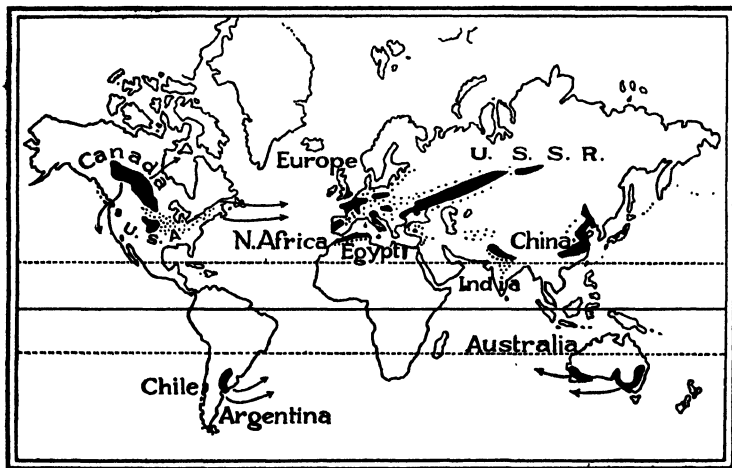 Canada
Europe
U. S. S. R.
U. S. A.
N. Africa
Egypt
China
India
Australia
Chile
Argentina